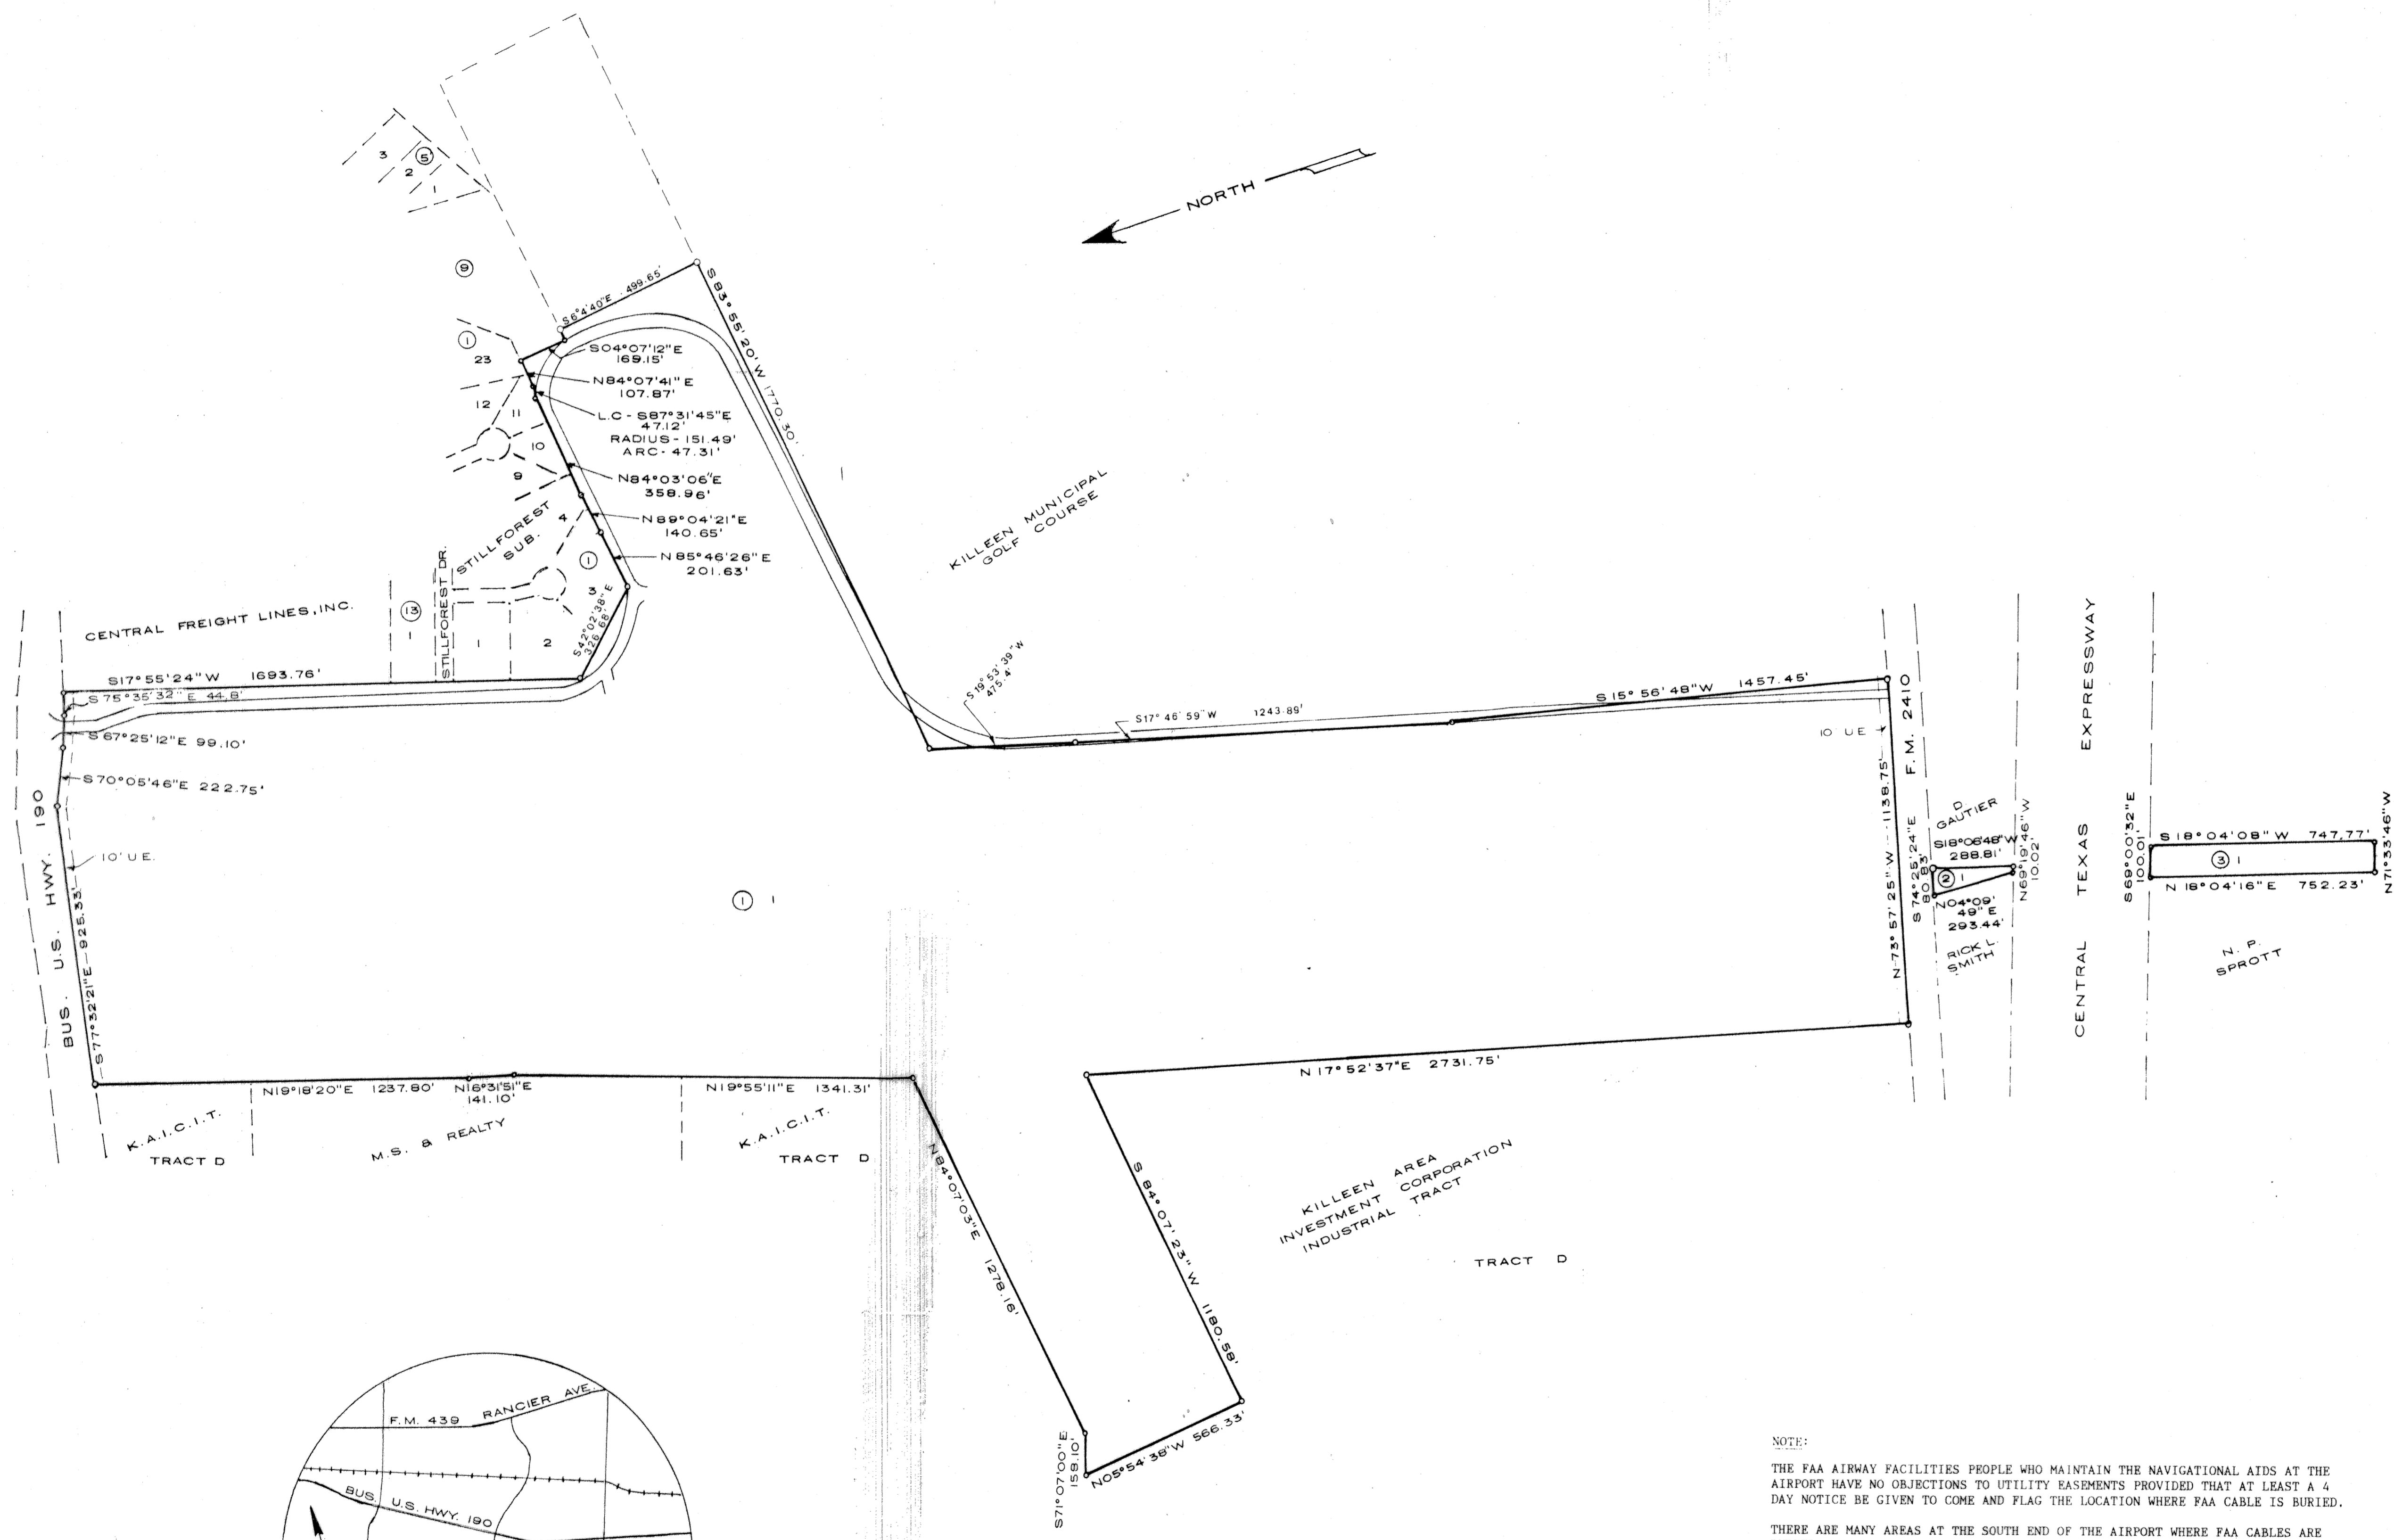 3
⑤
2
1
NORTH
⑨
①
23
12
11
10
9
4
3
2
1
①
⑬
1
S6°4'40"E 499.65'
S04°07'12"E
169.15'
N84°07'41"E
107.87'
L.C - S87°31'45"E
47.12'
RADIUS - 151.49'
ARC - 47.31'
N84°03'06"E
358.96'
N89°04'21"E
140.65'
N85°46'26"E
201.63'
S42°02'38"E
326.68'
S83°55'20"W 1770.30'
STILLFOREST
SUB.
STILLFOREST DR.
KILLEEN MUNICIPAL
GOLF COURSE
CENTRAL FREIGHT LINES, INC.
S17°55'24"W 1693.76'
S75°35'32"E 44.8'
S67°25'12"E 99.10'
S70°05'46"E 222.75'
10' U.E.
BUS. U.S. HWY. 190
S77°32'21"E 925.33'
S19°53'39"W
475.4'
S17°46'59"W 1243.89'
S15°56'48"W 1457.45'
10' UE
N73°57'25"W 1138.75'
F.M. 2410
S74°25'24"E
80.83'
D
GAUTIER
S18°06'48"W
288.81'
② 1
N04°09'
49"E
293.44'
RICK L.
SMITH
N69°19'46"W
10.02'
CENTRAL TEXAS EXPRESSWAY
S69°00'32"E
100.01'
S18°04'08"W 747.77'
③ 1
N18°04'16"E 752.23'
N71°33'46"W
N. P.
SPROTT
① 1
N19°18'20"E 1237.80'
N16°31'51"E
141.10'
N19°55'11"E 1341.31'
K.A.I.C.I.T.
TRACT D
M.S. & REALTY
K.A.I.C.I.T.
TRACT D
N17°52'37"E 2731.75'
N84°07'03"E 1278.16'
S84°07'23"W 1180.58'
S71°07'00"E
159.10'
N05°54'38"W 566.33'
KILLEEN AREA
INVESTMENT CORPORATION
INDUSTRIAL TRACT
TRACT D
F.M. 439 RANCIER AVE.
BUS. U.S. HWY. 190
NOTE:
THE FAA AIRWAY FACILITIES PEOPLE WHO MAINTAIN THE NAVIGATIONAL AIDS AT THE
AIRPORT HAVE NO OBJECTIONS TO UTILITY EASEMENTS PROVIDED THAT AT LEAST A 4
DAY NOTICE BE GIVEN TO COME AND FLAG THE LOCATION WHERE FAA CABLE IS BURIED.
THERE ARE MANY AREAS AT THE SOUTH END OF THE AIRPORT WHERE FAA CABLES ARE